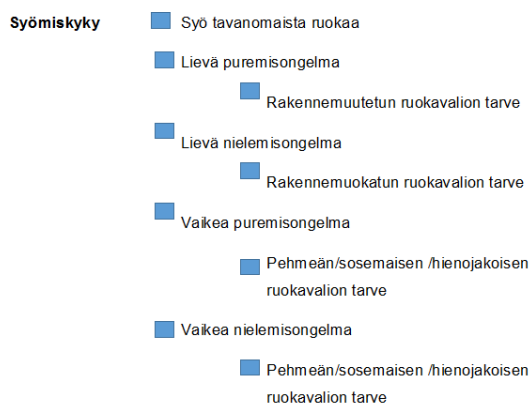 Syömiskyky Syö tavanomaista ruokaa
Lievä puremisongelma
Rakennemuutetun ruokavalion tarve
Lievä nielemisongelma
Rakennemuokatun ruokavalion tarve
Vaikea puremisongelma
Pehmeän/sosemaisen /hienojakoisen
ruokavalion tarve
Vaikea nielemisongelma
Pehmeän/sosemaisen /hienojakoisen
ruokavalion tarve